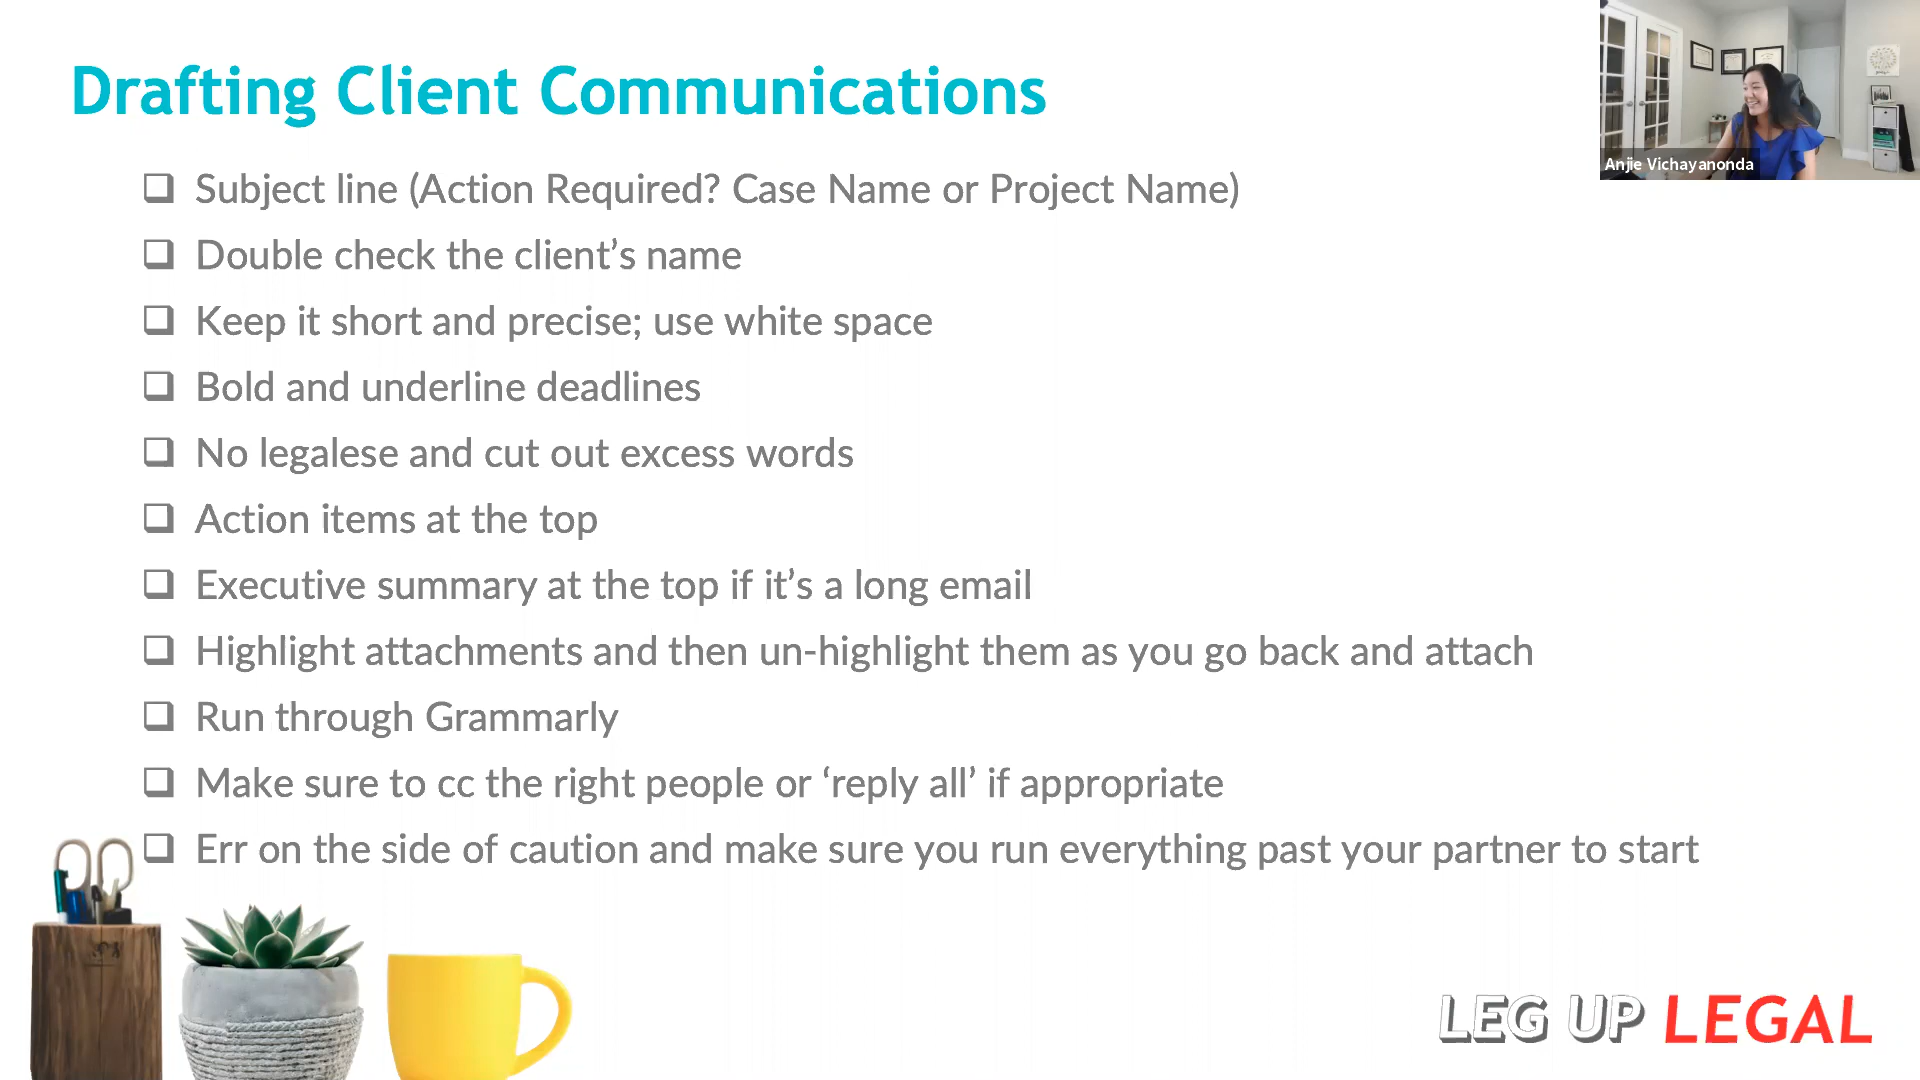 Drafting Client Communications
Anjie Vichayanonda
❑ Subject line (Action Required? Case Name or Project Name)
❑ Double check the client’s name
❑ Keep it short and precise; use white space
❑ Bold and underline deadlines
❑ No legalese and cut out excess words
❑ Action items at the top
❑ Executive summary at the top if it’s a long email
❑ Highlight attachments and then un-highlight them as you go back and attach
❑ Run through Grammarly
❑ Make sure to cc the right people or ‘reply all’ if appropriate
❑ Err on the side of caution and make sure you run everything past your partner to start
LEG UP LEGAL